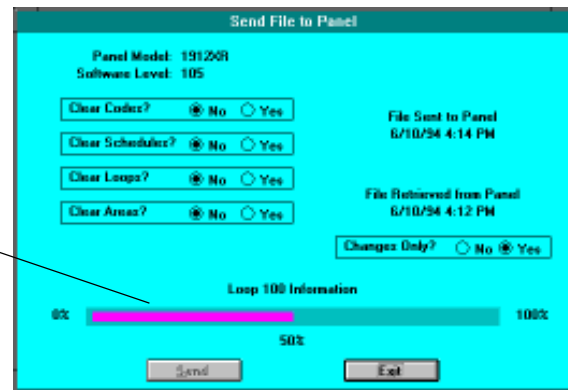 Send File to Panel
Panel Model: 1912XR
Software Level: 105
Clear Codes? No Yes
File Sent to Panel
6/10/94 4:14 PM
Clear Schedules? No Yes
Clear Loops? No Yes
File Retrieved from Panel
6/10/94 4:12 PM
Clear Areas? No Yes
Changes Only? No Yes
Loop 100 Information
0% 100%
50%
Send Exit